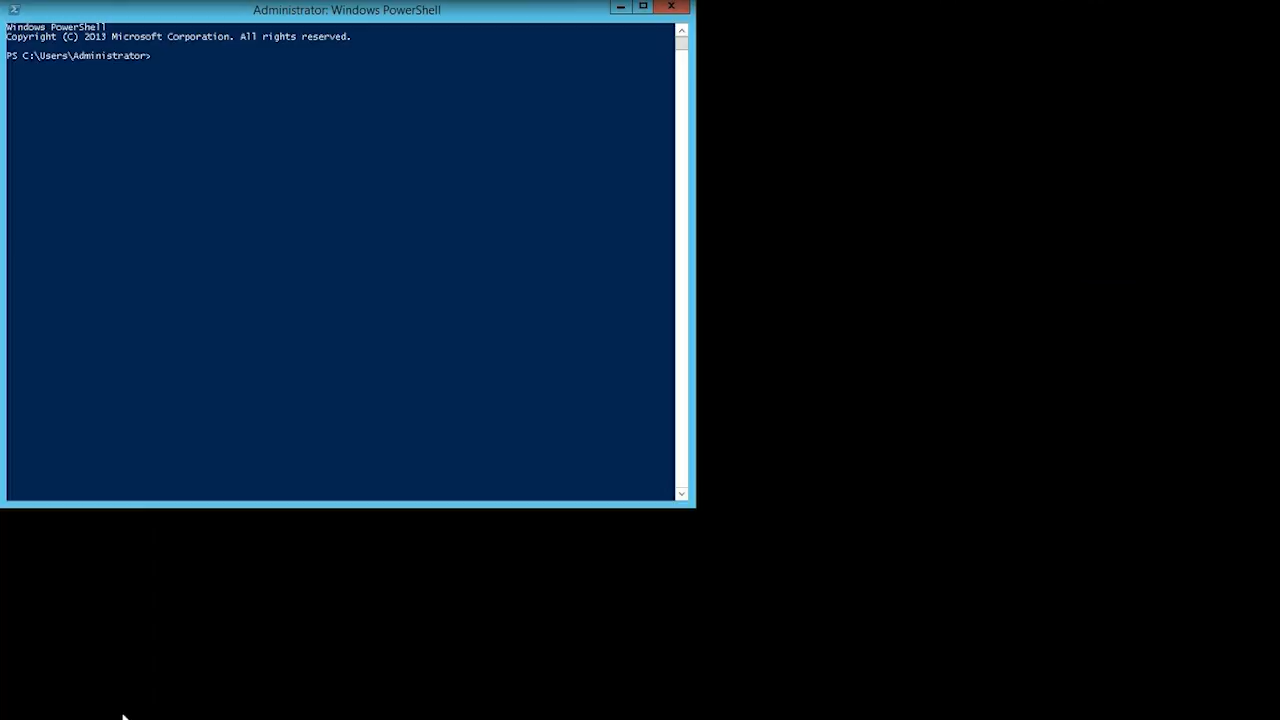 Administrator: Windows PowerShell
Windows PowerShell
Copyright (C) 2013 Microsoft Corporation. All rights reserved.
PS C:\Users\Administrator>